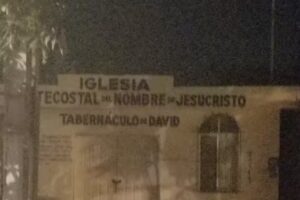 IGLESIA
TECOSTAL DEL NOMBRE DE JESUCRISTO
TABERNACULO DE DAVID